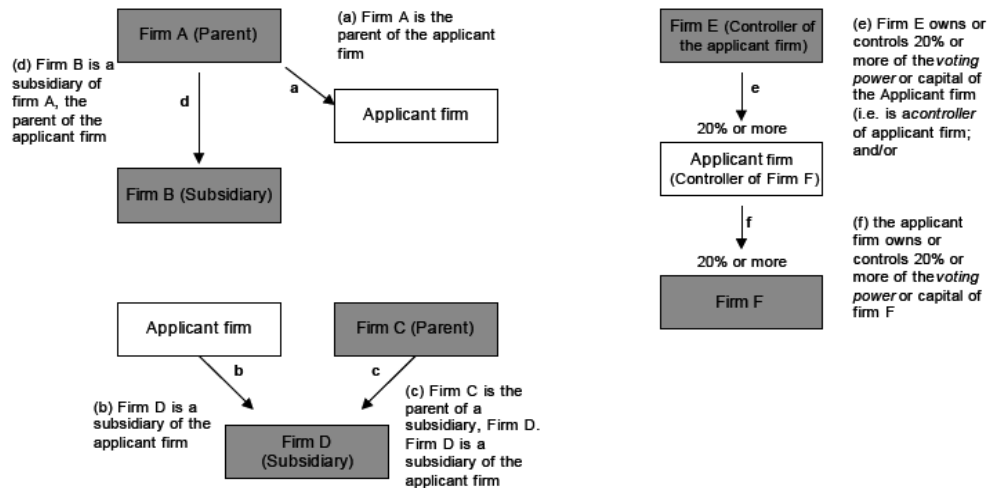 Firm A (Parent)
(a) Firm A is the
parent of the applicant
firm
(d) Firm B is a
subsidiary of
firm A, the
parent of the
applicant firm
d
a
Applicant firm
Firm B (Subsidiary)
Applicant firm
Firm C (Parent)
b
c
(b) Firm D is a
subsidiary of the
applicant firm
Firm D
(Subsidiary)
(c) Firm C is the
parent of a
subsidiary, Firm D.
Firm D is a
subsidiary of the
applicant firm
Firm E (Controller of
the applicant firm)
(e) Firm E owns or
controls 20% or
more of the voting
power or capital of
the Applicant firm
(i.e. is a controller
of applicant firm;
and/or
e
20% or more
Applicant firm
(Controller of Firm F)
f
20% or more
Firm F
(f) the applicant
firm owns or
controls 20% or
more of the voting
power or capital of
firm F